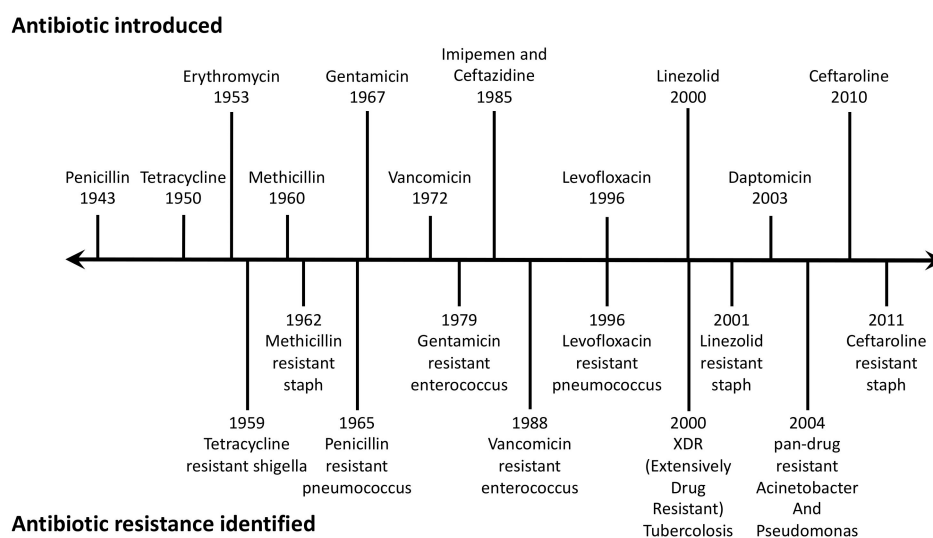 Antibiotic introduced
Imipemen and
Ceftazidine
1985
Erythromycin
1953
Gentamicin
1967
Linezolid
2000
Ceftaroline
2010
Penicillin
1943
Tetracycline
1950
Methicillin
1960
Vancomicin
1972
Levofloxacin
1996
Daptomicin
2003
1962
Methicillin
resistant
staph
1979
Gentamicin
resistant
enterococcus
1996
Levofloxacin
resistant
pneumococcus
2001
Linezolid
resistant
staph
2011
Ceftaroline
resistant
staph
1959
Tetracycline
resistant shigella
1965
Penicillin
resistant
pneumococcus
1988
Vancomicin
resistant
enterococcus
2000
XDR
(Extensively
Drug
Resistant)
Tubercolosis
2004
pan-drug
resistant
Acinetobacter
And
Pseudomonas
Antibiotic resistance identified